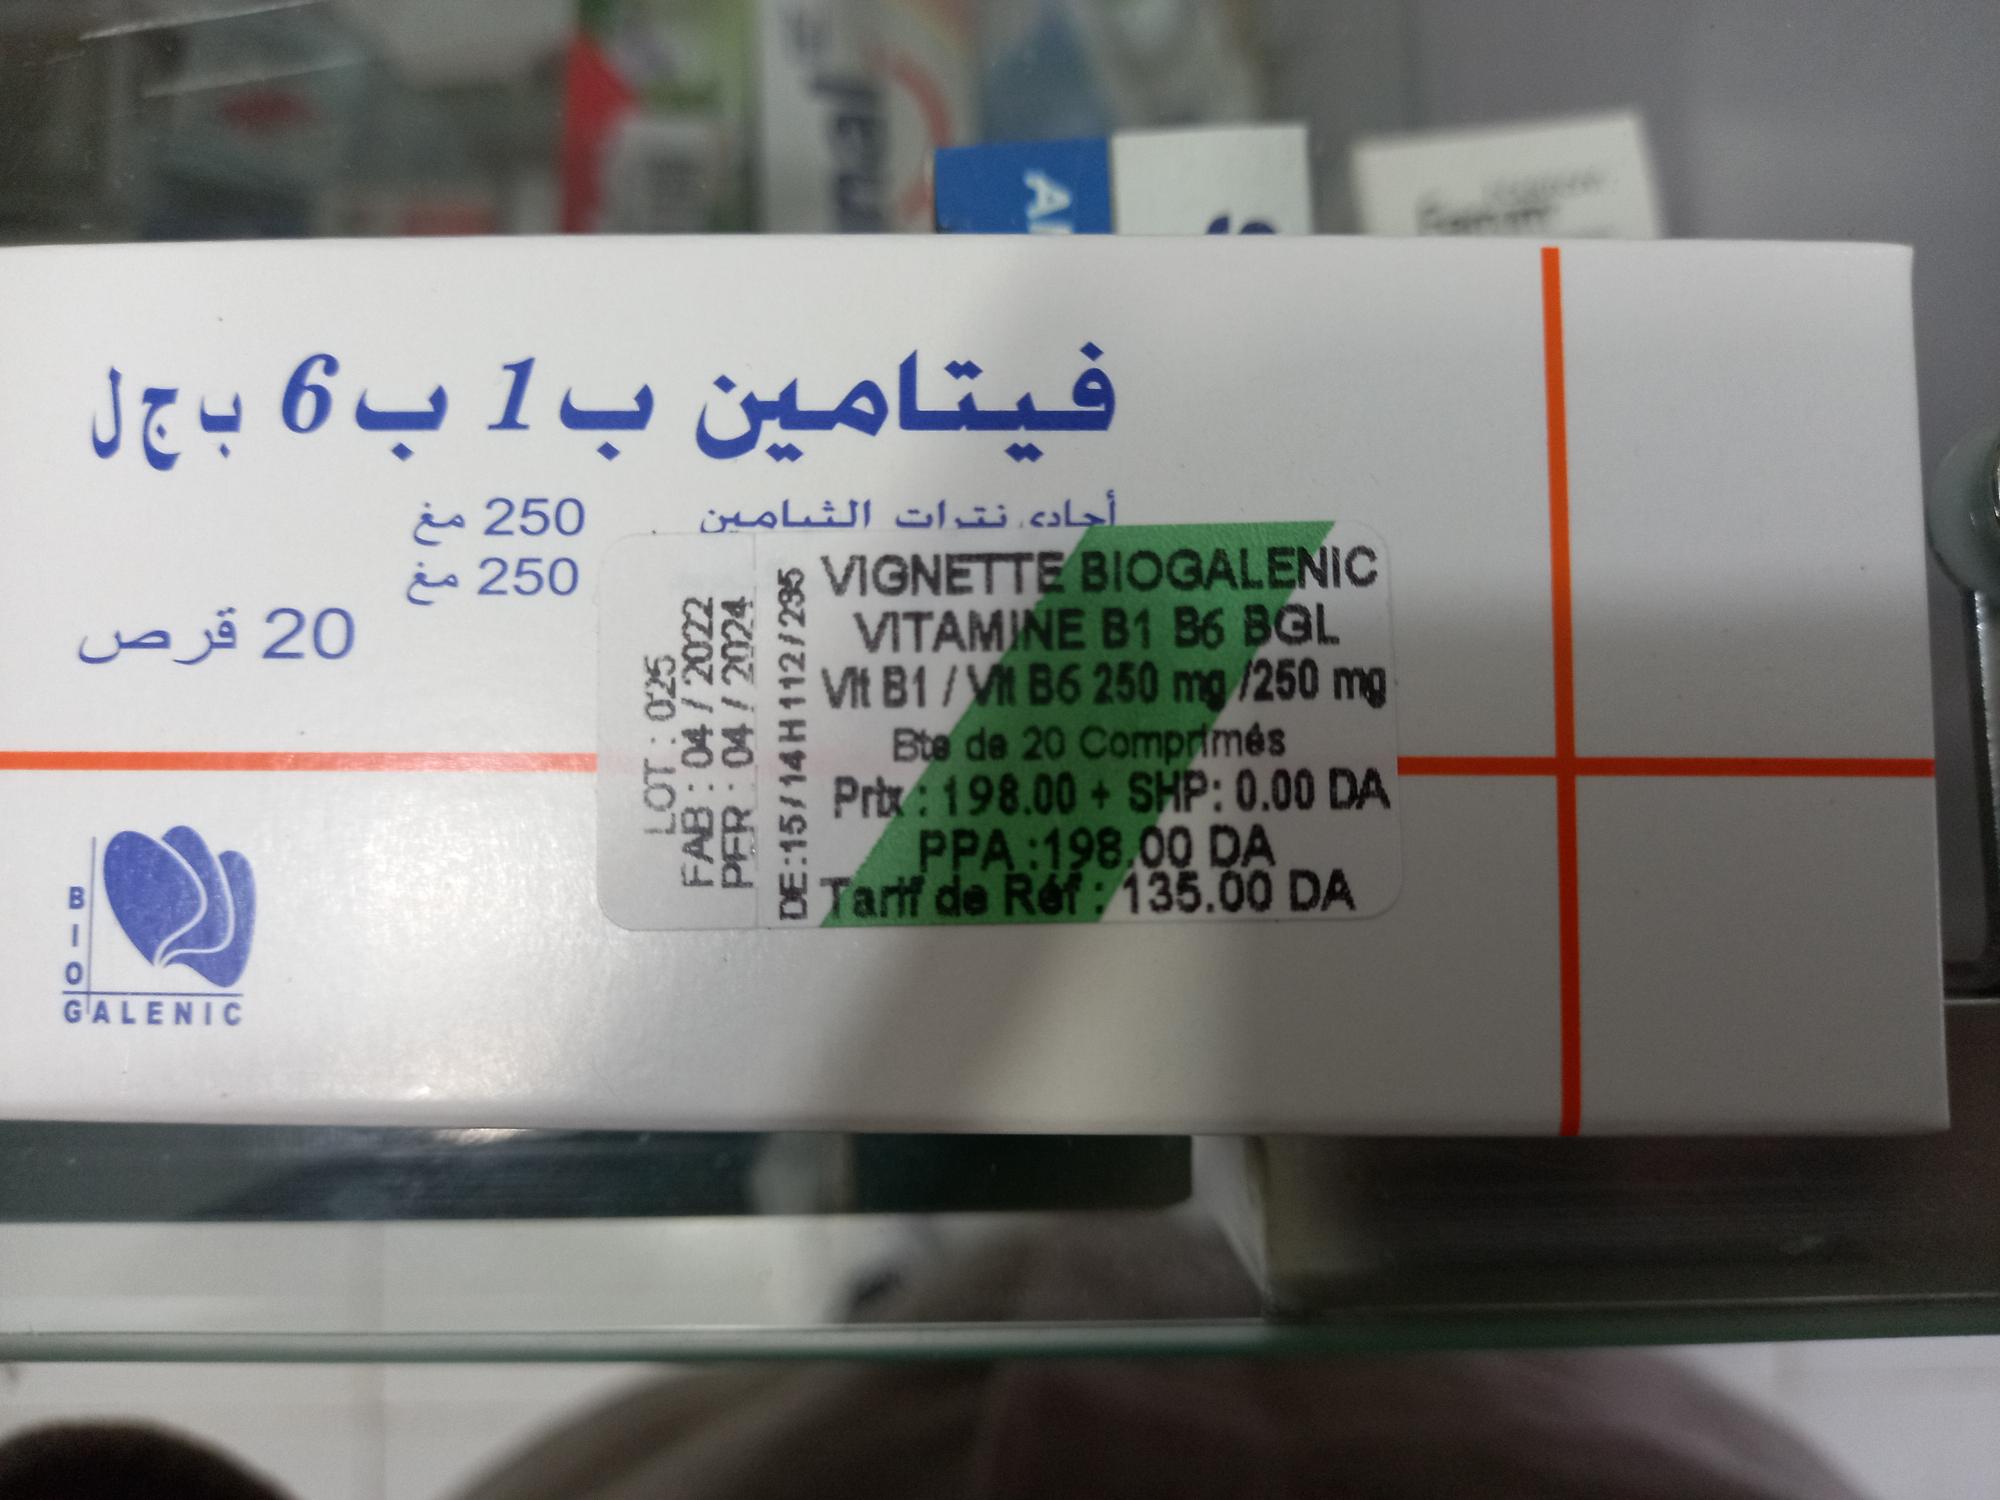 فيتامين ب 1 ب 6 ب ج ل
أحادي نترات الثيامين 250 مغ
250 مغ
20 قرص
LOT : 025
FAB : 04 / 2022
PER : 04 / 2024
DE:15/14H112/235
VIGNETTE BIOGALENIC
VITAMINE B1 B6 BGL
Vit B1 / Vit B6 250 mg /250 mg
Bte de 20 Comprimés
Prix : 198.00 + SHP: 0.00 DA
PPA :198.00 DA
Tarif de Réf : 135.00 DA
BIO
GALENIC